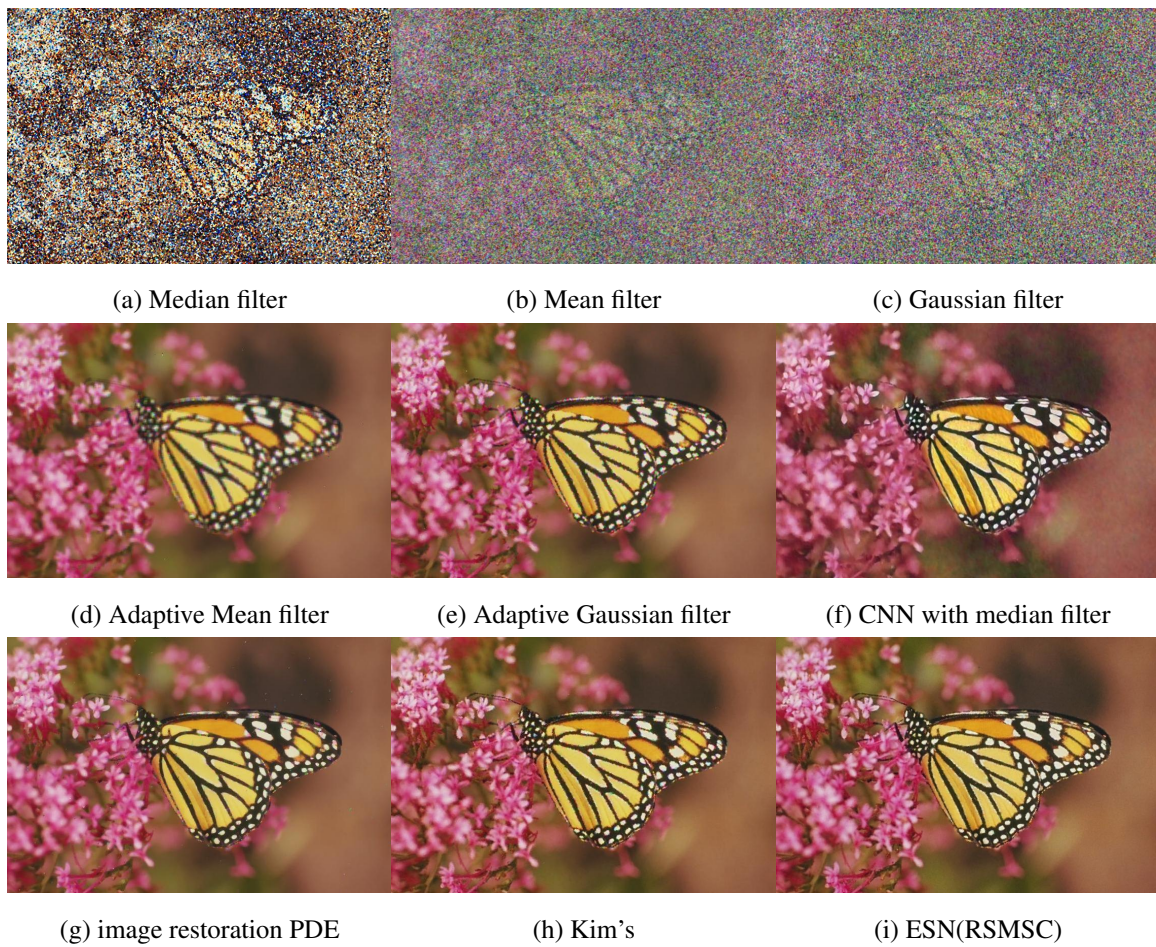 (a) Median filter
(b) Mean filter
(c) Gaussian filter
(d) Adaptive Mean filter
(e) Adaptive Gaussian filter
(f) CNN with median filter
(g) image restoration PDE
(h) Kim's
(i) ESN(RSMSC)